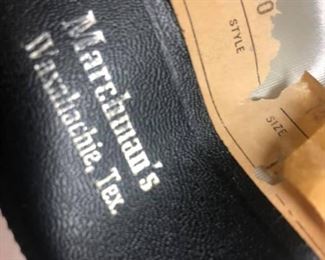 Marchman's
Waxahachie, Tex.
STYLE
SIZE